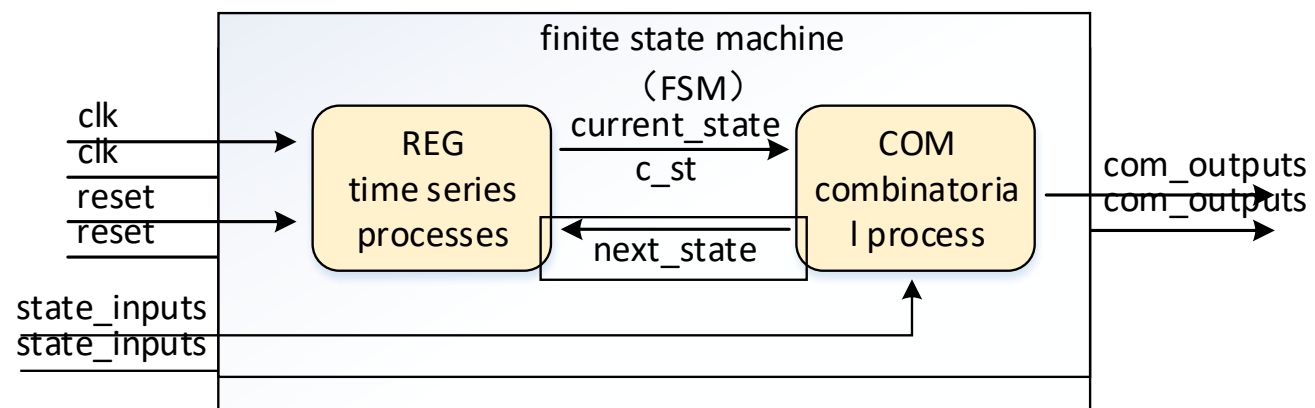 finite state machine
（FSM）
clk
clk
reset
reset
state_inputs
state_inputs
REG
time series
processes
current_state
c_st
next_state
COM
combinatoria
l process
com_outputs
com_outputs